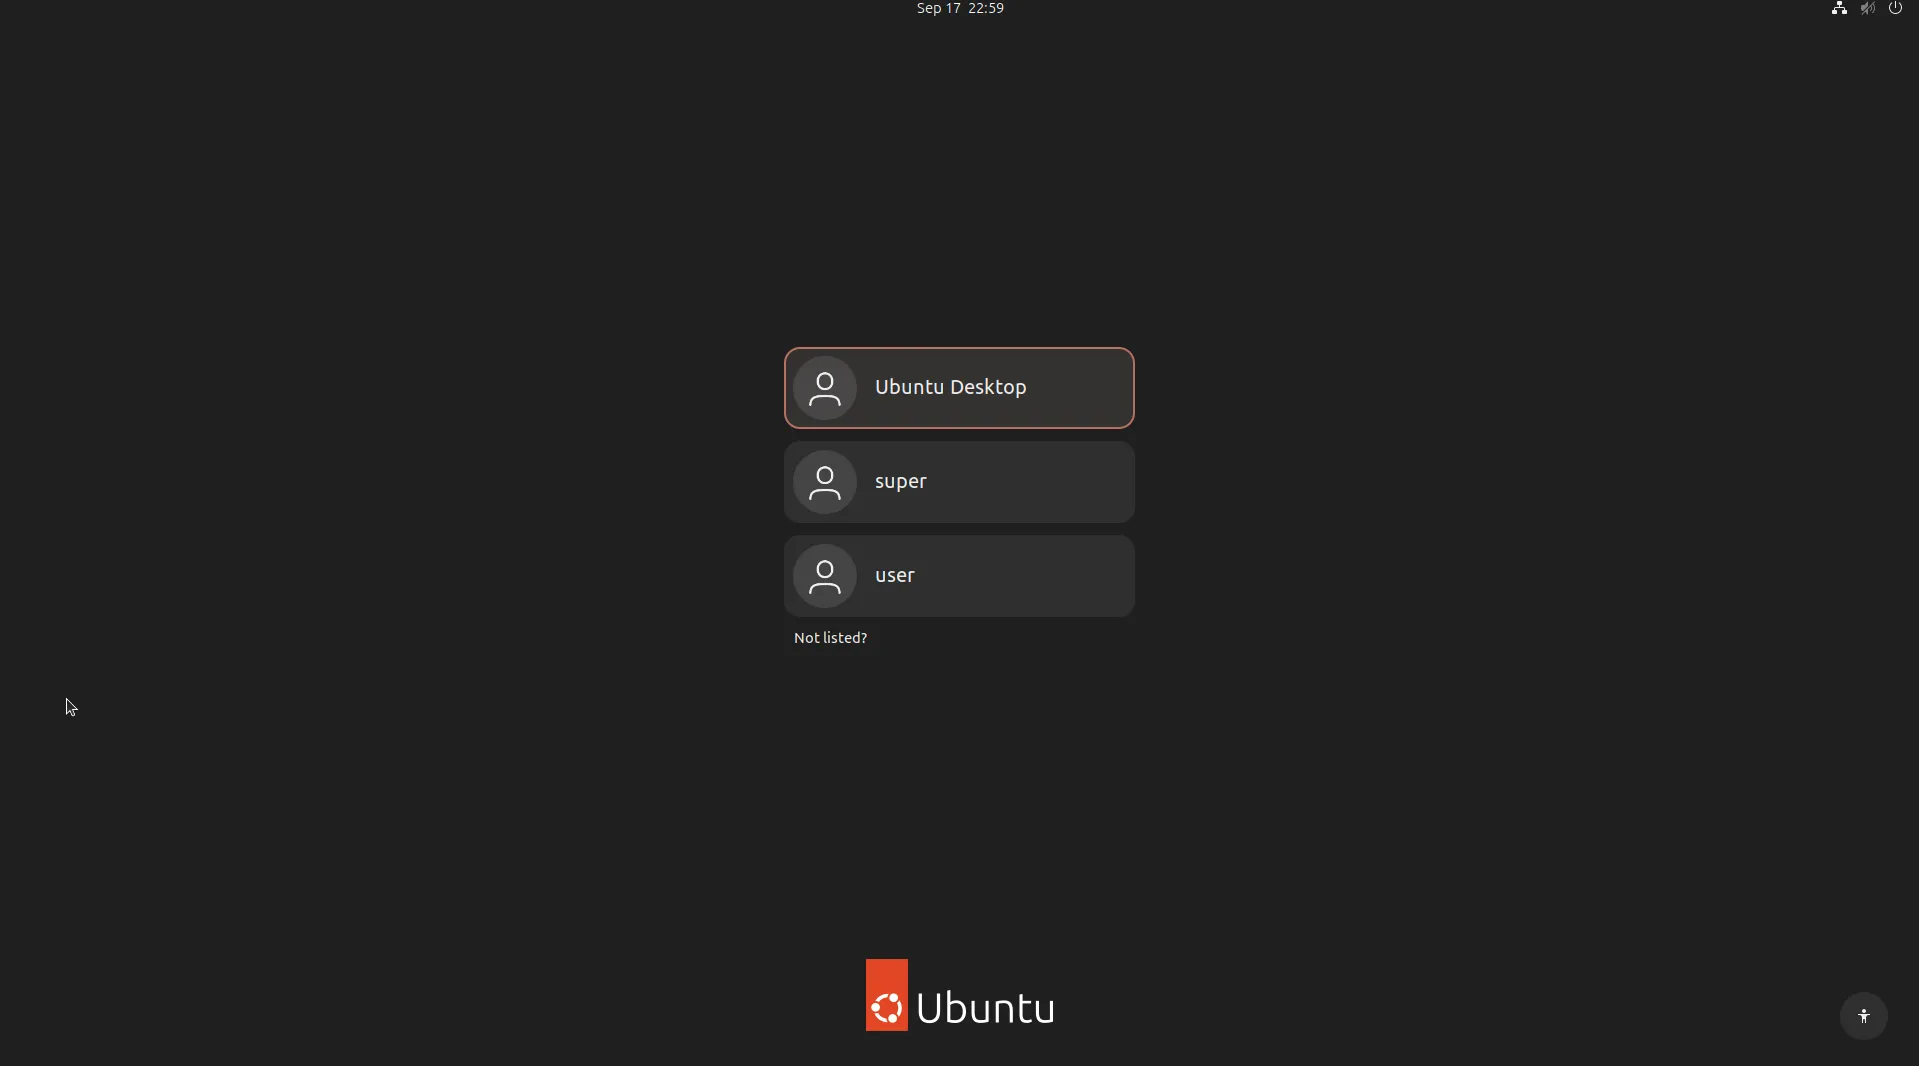 Sep 17 22:59
Ubuntu Desktop
super
user
Not listed?
Ubuntu